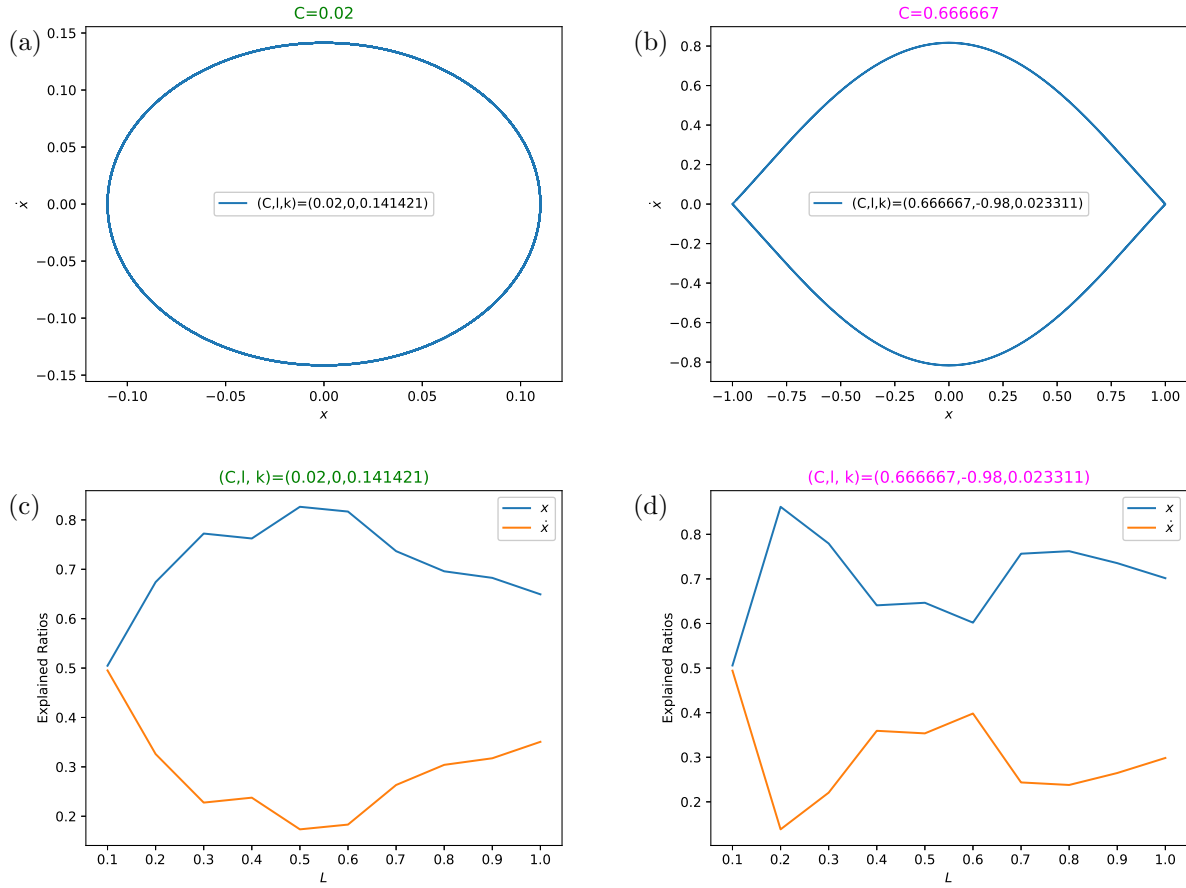 (a)
C=0.02
0.15
0.10
0.05
0.00
−0.05
−0.10
−0.15
ẋ
(C,l,k)=(0.02,0,0.141421)
−0.10 −0.05 0.00 0.05 0.10
x
(b)
C=0.666667
0.8
0.6
0.4
0.2
0.0
−0.2
−0.4
−0.6
−0.8
ẋ
(C,l,k)=(0.666667,-0.98,0.023311)
−1.00 −0.75 −0.50 −0.25 0.00 0.25 0.50 0.75 1.00
x
(c)
(C,l, k)=(0.02,0,0.141421)
x
ẋ
0.8
0.7
0.6
0.5
0.4
0.3
0.2
Explained Ratios
0.1 0.2 0.3 0.4 0.5 0.6 0.7 0.8 0.9 1.0
L
(d)
(C,l, k)=(0.666667,-0.98,0.023311)
x
ẋ
0.8
0.7
0.6
0.5
0.4
0.3
0.2
Explained Ratios
0.1 0.2 0.3 0.4 0.5 0.6 0.7 0.8 0.9 1.0
L